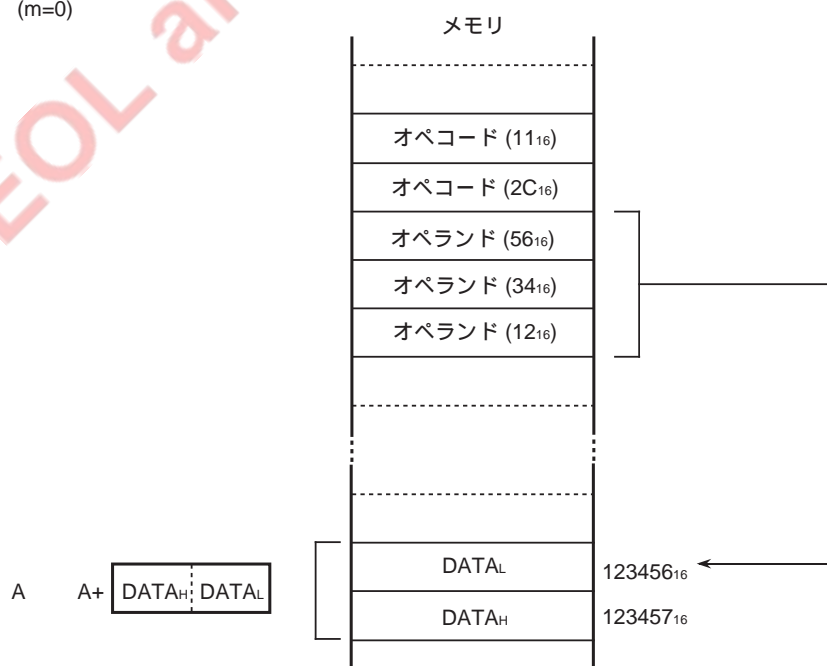 (m=0)
メモリ
EOL an
オペコード (11₁₆)
オペコード (2C₁₆)
オペランド (56₁₆)
オペランド (34₁₆)
オペランド (12₁₆)
DATAL 123456₁₆
A A+ DATAH DATAL
DATAH 123457₁₆